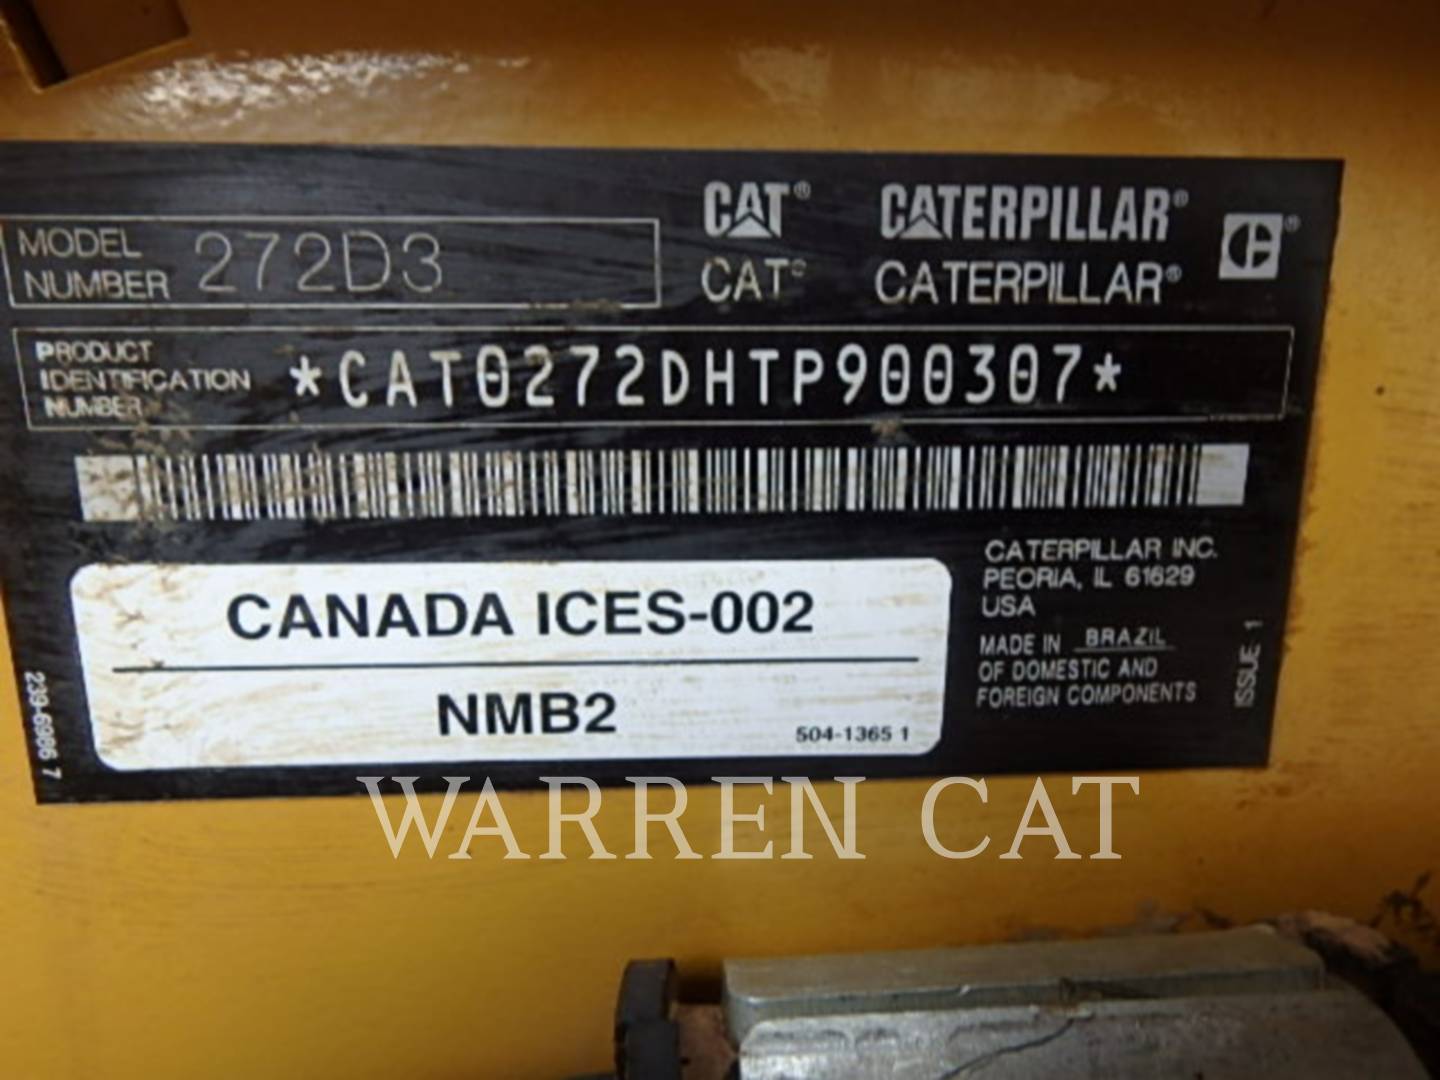 MODEL NUMBER 272D3
CAT® CATERPILLAR® ®
CAT® CATERPILLAR®
PRODUCT
IDENTIFICATION
NUMBER
*CAT0272DHTP900307*
CANADA ICES-002
NMB2
504-1365 1
CATERPILLAR INC.
PEORIA, IL 61629
USA
MADE IN BRAZIL
OF DOMESTIC AND
FOREIGN COMPONENTS
ISSUE 1
239-6966 7
WARREN CAT